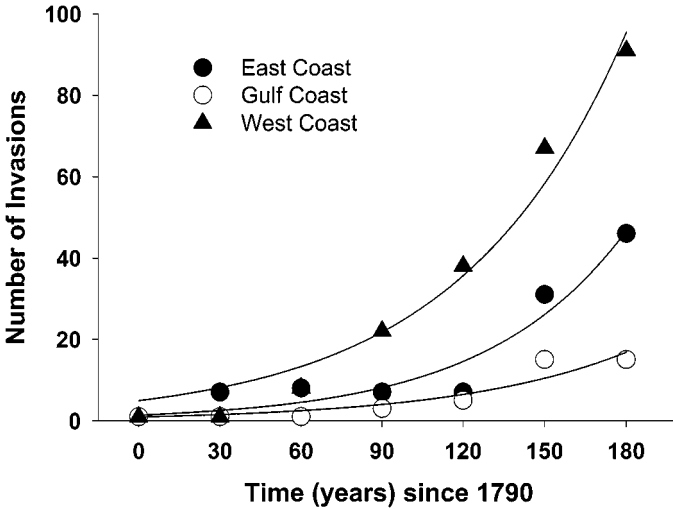 100
80
60
40
20
0
Number of Invasions
East Coast
Gulf Coast
West Coast
0 30 60 90 120 150 180
Time (years) since 1790